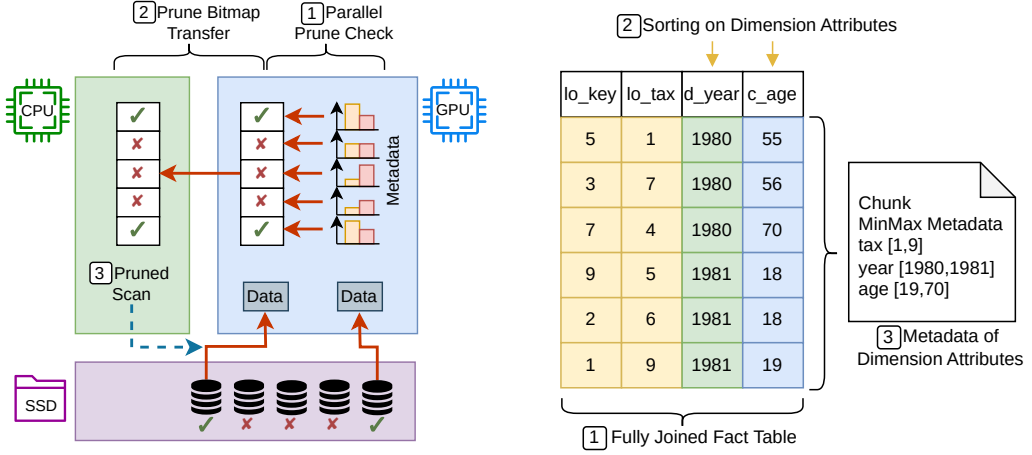 2 Prune Bitmap
Transfer
1 Parallel
Prune Check
CPU
GPU
✓ ✓
✘ ✘
✘ ✘
✘ ✘
✓ ✓
Metadata
3 Pruned
Scan
Data Data
SSD
✓ ✘ ✘ ✘ ✓
2 Sorting on Dimension Attributes
lo_key lo_tax d_year c_age
5 1 1980 55
3 7 1980 56
7 4 1980 70
9 5 1981 18
2 6 1981 18
1 9 1981 19
1 Fully Joined Fact Table
Chunk
MinMax Metadata
tax [1,9]
year [1980,1981]
age [19,70]
3 Metadata of
Dimension Attributes